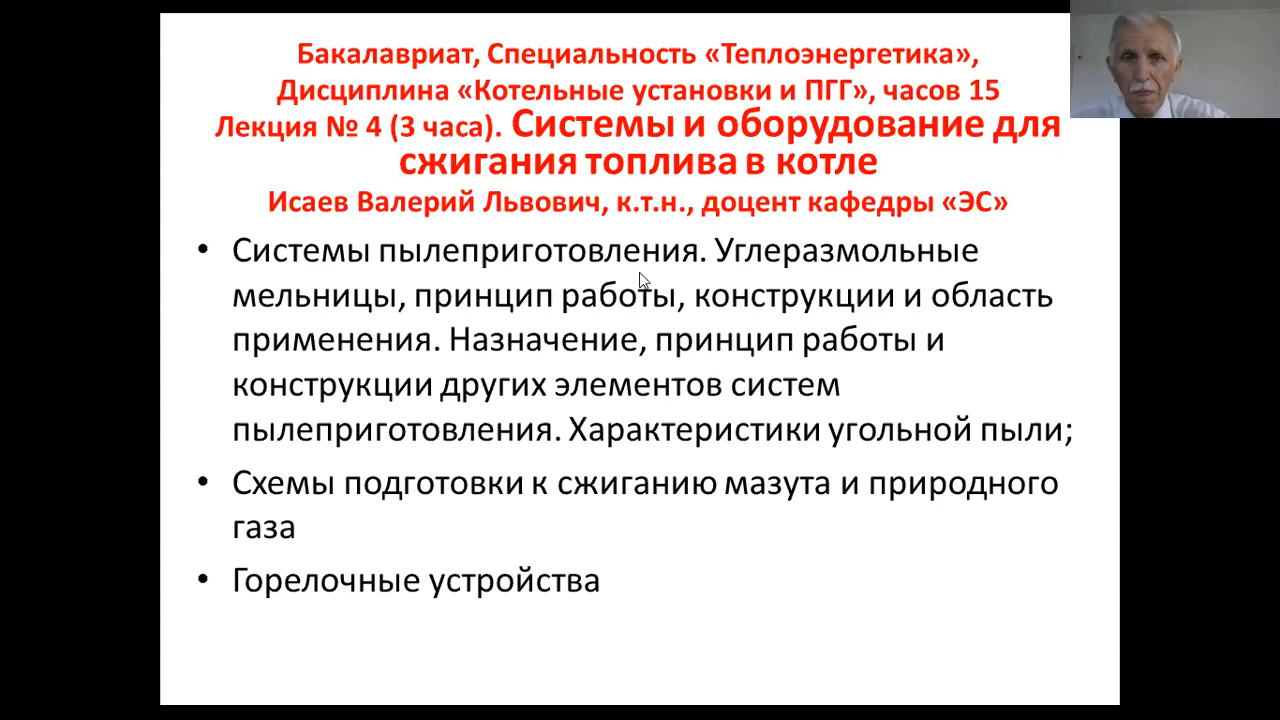 Бакалавриат, Специальность «Теплоэнергетика»,
Дисциплина «Котельные установки и ПГГ», часов 15
Лекция № 4 (3 часа). Системы и оборудование для
сжигания топлива в котле
Исаев Валерий Львович, к.т.н., доцент кафедры «ЭС»
• Системы пылеприготовления. Углеразмольные
мельницы, принцип работы, конструкции и область
применения. Назначение, принцип работы и
конструкции других элементов систем
пылеприготовления. Характеристики угольной пыли;
• Схемы подготовки к сжиганию мазута и природного
газа
• Горелочные устройства